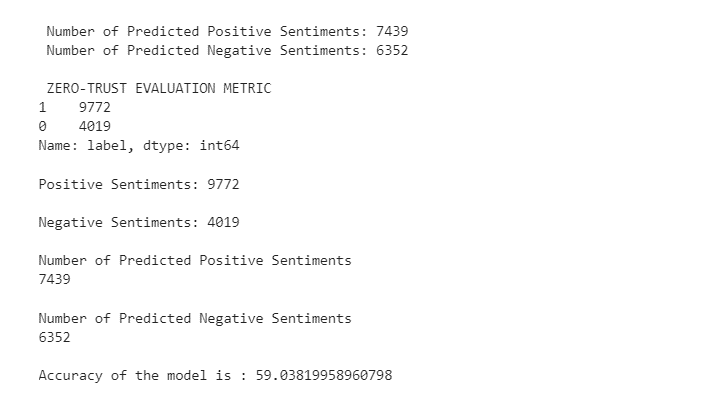 Number of Predicted Positive Sentiments: 7439
Number of Predicted Negative Sentiments: 6352
ZERO-TRUST EVALUATION METRIC
1    9772
0    4019
Name: label, dtype: int64
Positive Sentiments: 9772
Negative Sentiments: 4019
Number of Predicted Positive Sentiments
7439
Number of Predicted Negative Sentiments
6352
Accuracy of the model is : 59.03819958960798